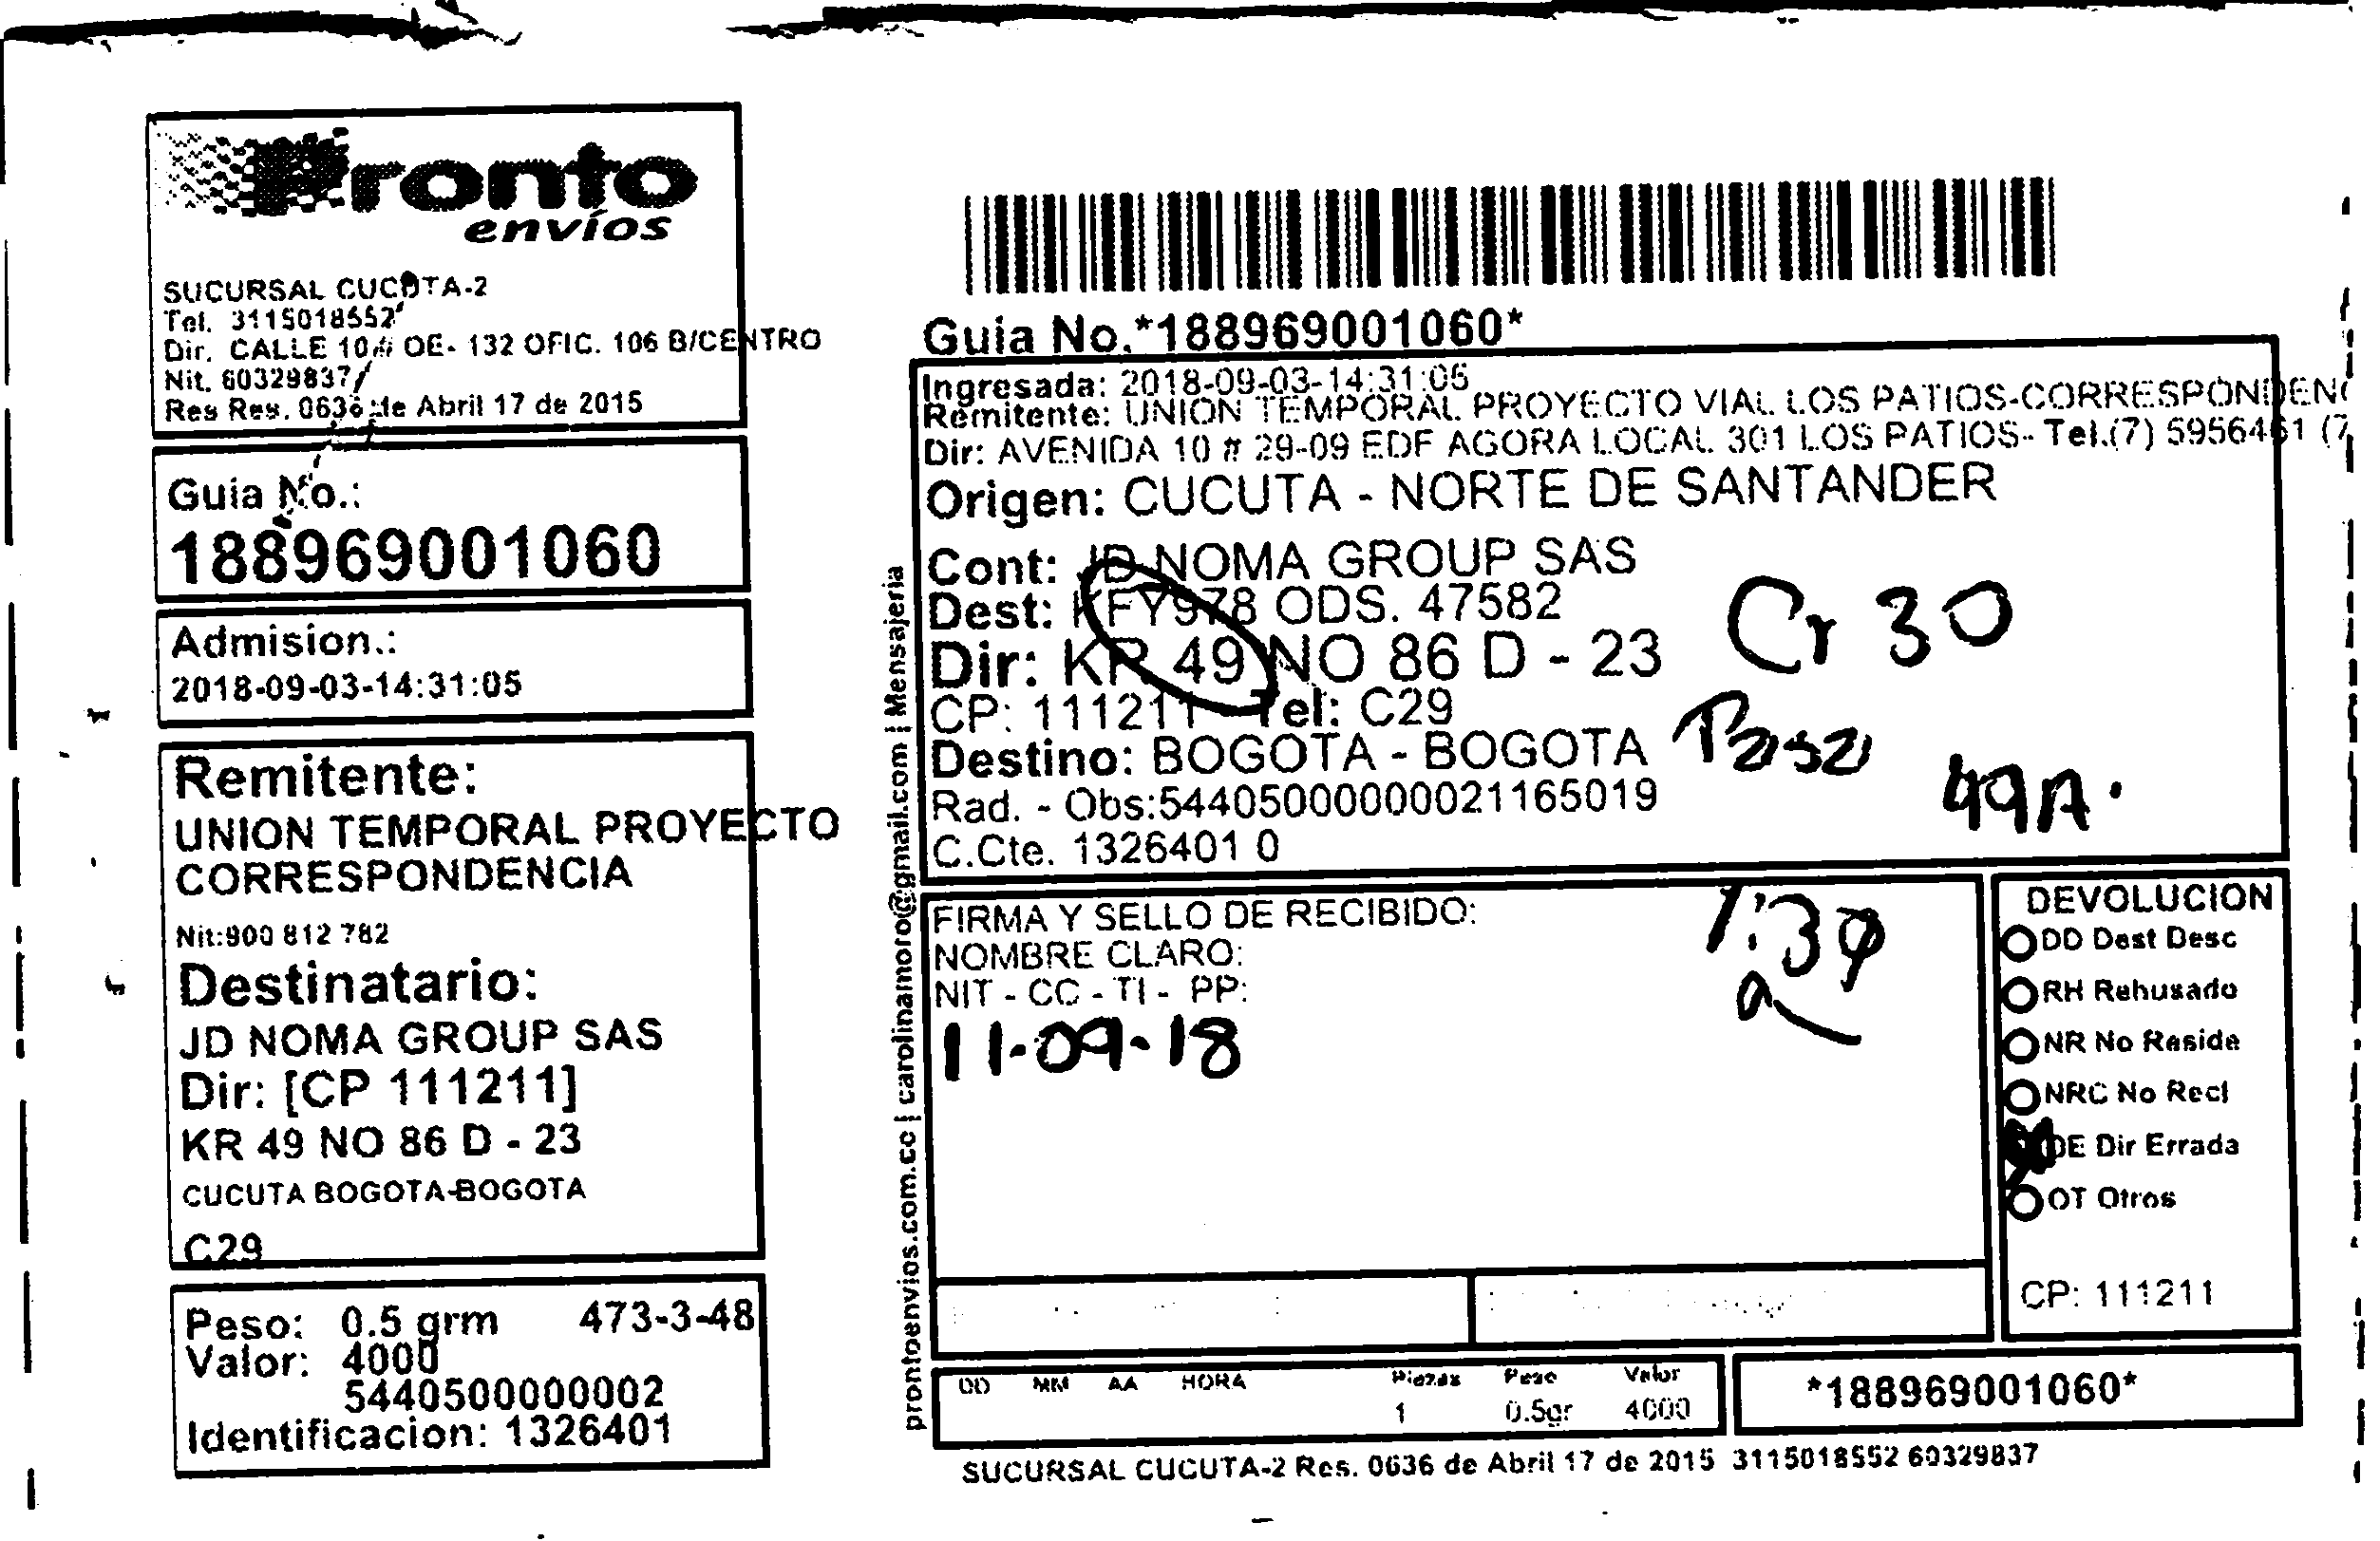 Pronto
envíos
SUCURSAL CUCUTA-2
Tel. 3115018552
Dir. CALLE 10 # OE- 132 OFIC. 106 B/CENTRO
Nit. 60329837
Res Res. 0636 de Abril 17 de 2015
Guia No.:
188969001060
Admision.:
2018-09-03-14:31:05
Remitente:
UNION TEMPORAL PROYECTO
CORRESPONDENCIA
Nit:900 812 782
Destinatario:
JD NOMA GROUP SAS
Dir: [CP 111211]
KR 49 NO 86 D - 23
CUCUTA BOGOTA-BOGOTA
C29
Peso: 0.5 grm 473-3-48
Valor: 4000
5440500000002
Identificacion: 1326401
prontoenvios.com.co | carolinamoro@gmail.com | Mensajeria
Guia No.*188969001060*
Ingresada: 2018-09-03-14:31:05
Remitente: UNION TEMPORAL PROYECTO VIAL LOS PATIOS-CORRESPONDENC
Dir: AVENIDA 10 # 29-09 EDF AGORA LOCAL 301 LOS PATIOS- Tel.(7) 5956461 (7
Origen: CUCUTA - NORTE DE SANTANDER
Cont: JD NOMA GROUP SAS
Dest: KFY978 ODS. 47582
Dir: KR 49 NO 86 D - 23
Cr 30
CP: 111211 - Tel: C29
Destino: BOGOTA - BOGOTA
Pasa
49A.
Rad. - Obs:544050000000021165019
C.Cte. 1326401 0
FIRMA Y SELLO DE RECIBIDO:
NOMBRE CLARO:
NIT - CC - TI - PP:
11-09-18
DEVOLUCION
DD Dest Desc
RH Rehusado
NR No Reside
NRC No Recl
DE Dir Errada
OT Otros
CP: 111211
DD MM AA HORA Piezas Peso Valor
1 0.5gr 4000
*188969001060*
SUCURSAL CUCUTA-2 Res. 0636 de Abril 17 de 2015 3115018552 60329837